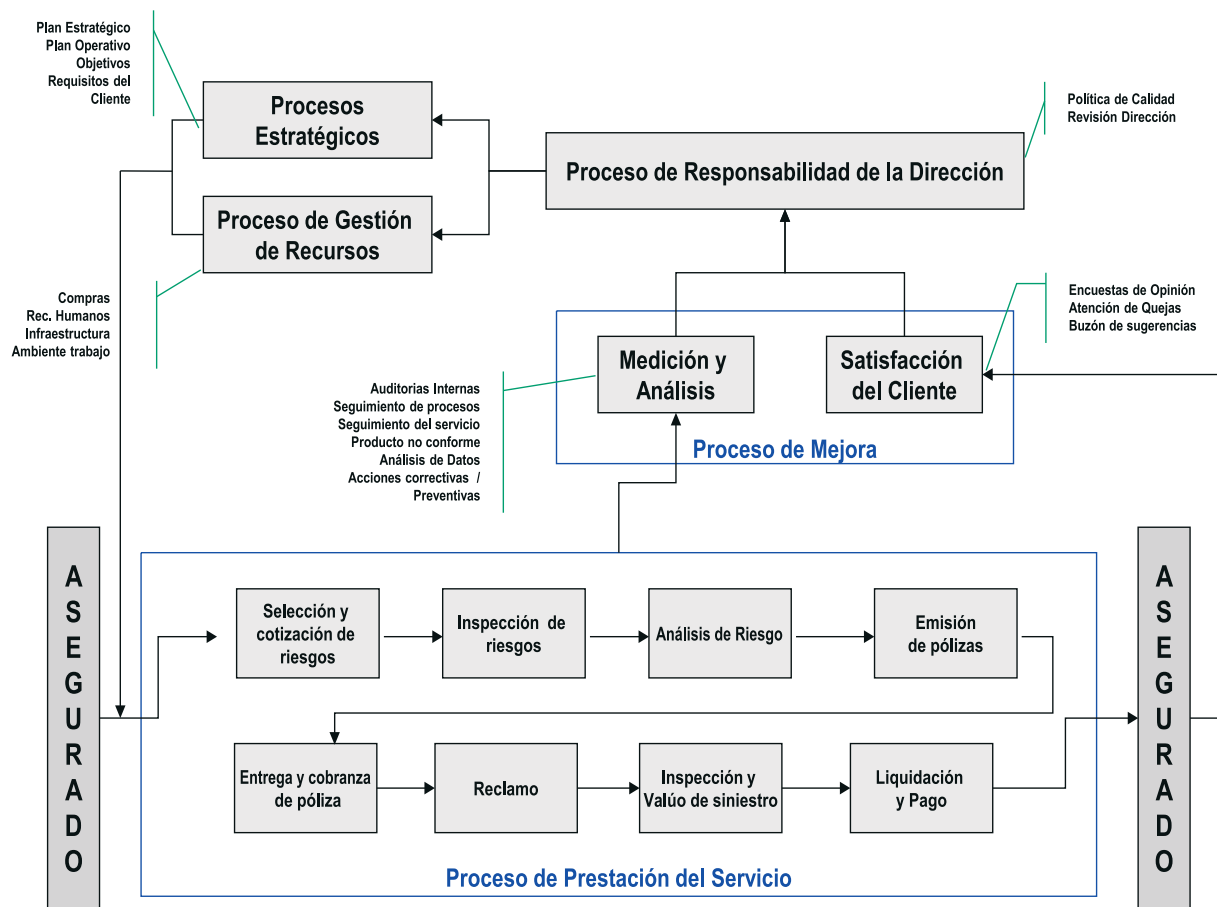 Plan Estratégico
Plan Operativo
Objetivos
Requisitos del
Cliente
Procesos
Estratégicos
Política de Calidad
Revisión Dirección
Proceso de Responsabilidad de la Dirección
Proceso de Gestión
de Recursos
Compras
Rec. Humanos
Infraestructura
Ambiente trabajo
Encuestas de Opinión
Atención de Quejas
Buzón de sugerencias
Medición y
Análisis
Satisfacción
del Cliente
Auditorias Internas
Seguimiento de procesos
Seguimiento del servicio
Producto no conforme
Análisis de Datos
Acciones correctivas /
Preventivas
Proceso de Mejora
ASEGURADO
Selección y
cotización de
riesgos
Inspección de
riesgos
Análisis de Riesgo
Emisión
de pólizas
Entrega y cobranza
de póliza
Reclamo
Inspección y
Valúo de siniestro
Liquidación
y Pago
Proceso de Prestación del Servicio
ASEGURADO